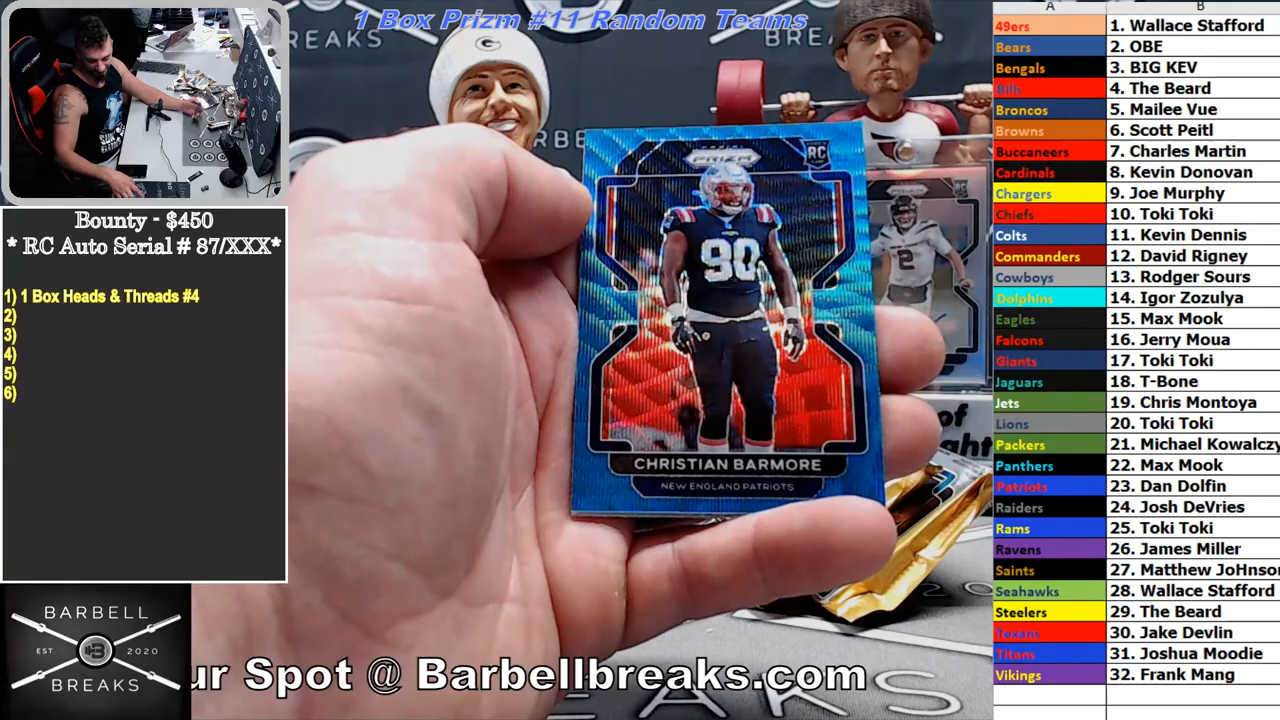 1 Box Prizm #11 Random Teams
Bounty - $450
* RC Auto Serial # 87/XXX*
1) 1 Box Heads & Threads #4
2)
3)
4)
5)
6)
BARBELL
EST. 2020
BREAKS
PANINI
PRIZM
RC
90
CHRISTIAN BARMORE
NEW ENGLAND PATRIOTS
2
ur Spot @ Barbellbreaks.com
A B
49ers 1. Wallace Stafford
Bears 2. OBE
Bengals 3. BIG KEV
Bills 4. The Beard
Broncos 5. Mailee Vue
Browns 6. Scott Peitl
Buccaneers 7. Charles Martin
Cardinals 8. Kevin Donovan
Chargers 9. Joe Murphy
Chiefs 10. Toki Toki
Colts 11. Kevin Dennis
Commanders 12. David Rigney
Cowboys 13. Rodger Sours
Dolphins 14. Igor Zozulya
Eagles 15. Max Mook
Falcons 16. Jerry Moua
Giants 17. Toki Toki
Jaguars 18. T-Bone
Jets 19. Chris Montoya
Lions 20. Toki Toki
Packers 21. Michael Kowalczy
Panthers 22. Max Mook
Patriots 23. Dan Dolfin
Raiders 24. Josh DeVries
Rams 25. Toki Toki
Ravens 26. James Miller
Saints 27. Matthew JoHnso
Seahawks 28. Wallace Stafford
Steelers 29. The Beard
Texans 30. Jake Devlin
Titans 31. Joshua Moodie
Vikings 32. Frank Mang